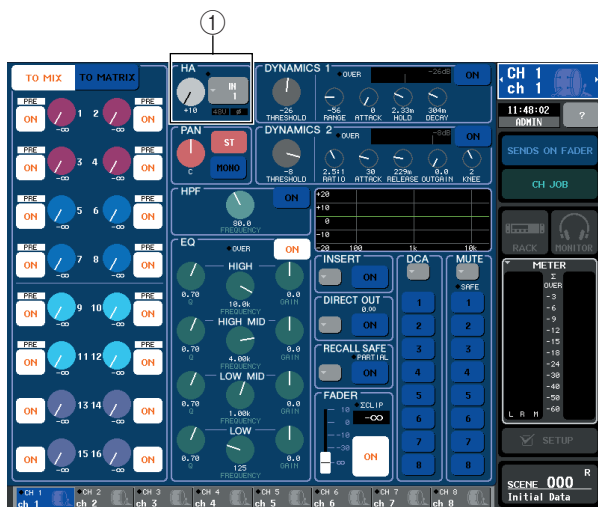 1
TO MIX TO MATRIX
PRE PRE
ON 1 2 ON
-∞ -∞
PRE PRE
ON 3 4 ON
-∞ -∞
PRE PRE
ON 5 6 ON
-∞ -∞
PRE PRE
ON 7 8 ON
-∞ -∞
PRE PRE
ON 9 10 ON
-∞ -∞
PRE PRE
ON 11 12 ON
-∞ -∞
ON 13 14 ON
-∞ -∞
ON 15 16 ON
-∞ -∞
HA
IN
1
+10 48V Ø
PAN
ST
MONO
C
HPF
ON
80.0
FREQUENCY
EQ
OVER ON
HIGH
0.70 10.0k 0.0
Q FREQUENCY GAIN
HIGH MID
0.70 4.00k 0.0
Q FREQUENCY GAIN
LOW MID
0.70 1.00k 0.0
Q FREQUENCY GAIN
LOW
0.70 125 0.0
Q FREQUENCY GAIN
DYNAMICS 1
OVER -26dB ON
-26 -56 0 2.33m 304m
THRESHOLD RANGE ATTACK HOLD DECAY
DYNAMICS 2
OVER -8dB ON
-8 2.5:1 30 229m 0.0 2
THRESHOLD RATIO ATTACK RELEASE OUTGAIN KNEE
+20
+10
0
-10
-20 100 1k 10k
INSERT
ON
DIRECT OUT
0.00
ON
RECALL SAFE
PARTIAL
ON
FADER
10 ΣCLIP
0 -∞
10
30
∞ ON
DCA
1
2
3
4
5
6
7
8
MUTE
SAFE
1
2
3
4
5
6
7
8
CH 1
ch 1
11:48:02
ADMIN ?
SENDS ON FADER
CH JOB
RACK MONITOR
METER
Σ
OVER
-3
-6
-9
-12
-15
-18
-24
-30
-40
-50
-60
L R M
SETUP
R
SCENE 000
Initial Data
CH 1 CH 2 CH 3 CH 4 CH 5 CH 6 CH 7 CH 8
ch 1 ch 2 ch 3 ch 4 ch 5 ch 6 ch 7 ch 8